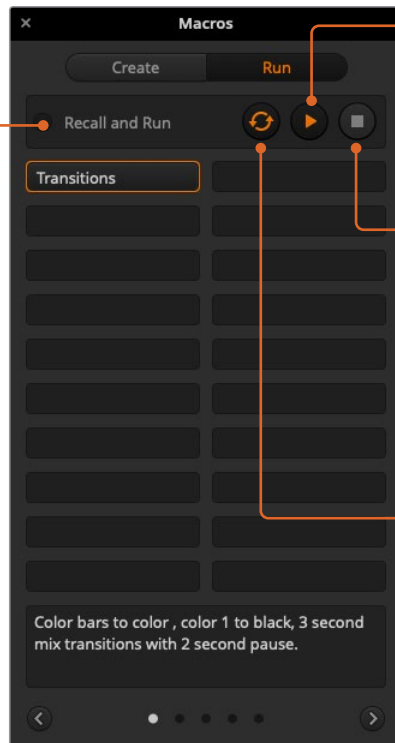 Macros
Create
Run
Recall and Run
Transitions
Color bars to color , color 1 to black, 3 second
mix transitions with 2 second pause.